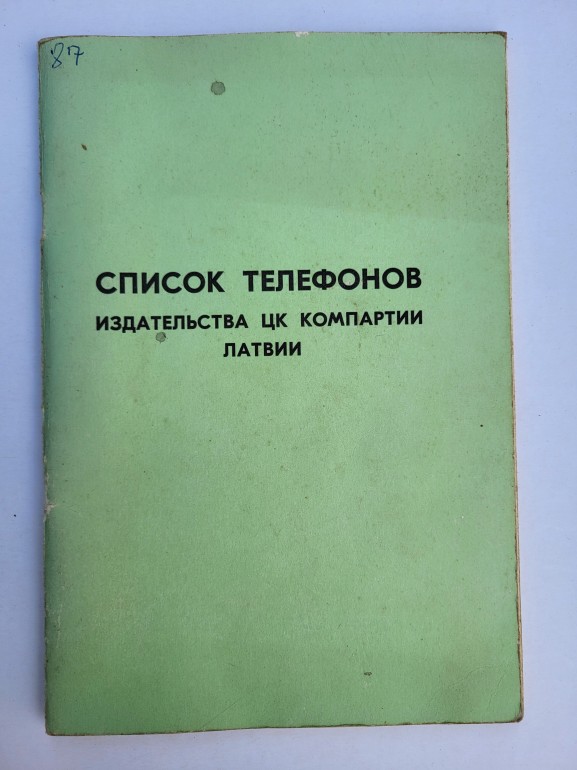 87
СПИСОК ТЕЛЕФОНОВ
ИЗДАТЕЛЬСТВА ЦК КОМПАРТИИ
ЛАТВИИ